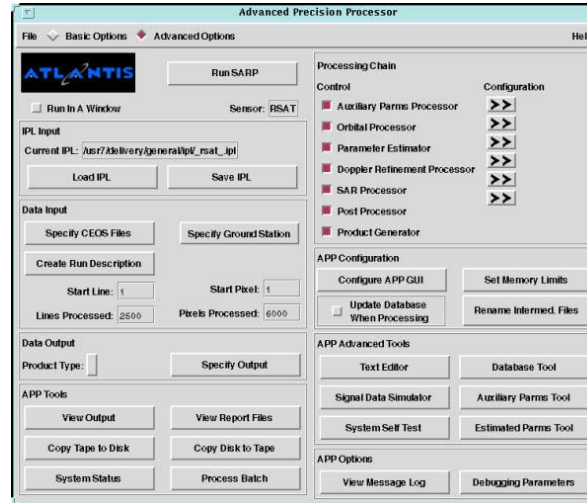 Advanced Precision Processor
File Basic Options Advanced Options Hel
ATLANTIS
Run SARP
Run In A Window Sensor: RSAT
IPL Input
Current IPL: /usr7/delivery/general/ipl/_rsat_.ipl
Load IPL Save IPL
Data Input
Specify CEOS Files Specify Ground Station
Create Run Description
Start Line: 1 Start Pixel: 1
Lines Processed: 2500 Pixels Processed: 6000
Data Output
Product Type: Specify Output
APP Tools
View Output View Report Files
Copy Tape to Disk Copy Disk to Tape
System Status Process Batch
Processing Chain
Control Configuration
Auxiliary Parms Processor >>
Orbital Processor >>
Parameter Estimator >>
Doppler Refinement Processor >>
SAR Processor >>
Post Processor >>
Product Generator
APP Configuration
Configure APP GUI Set Memory Limits
Update Database
When Processing
Rename Intermed. Files
APP Advanced Tools
Text Editor Database Tool
Signal Data Simulator Auxiliary Parms Tool
System Self Test Estimated Parms Tool
APP Options
View Message Log Debugging Parameters